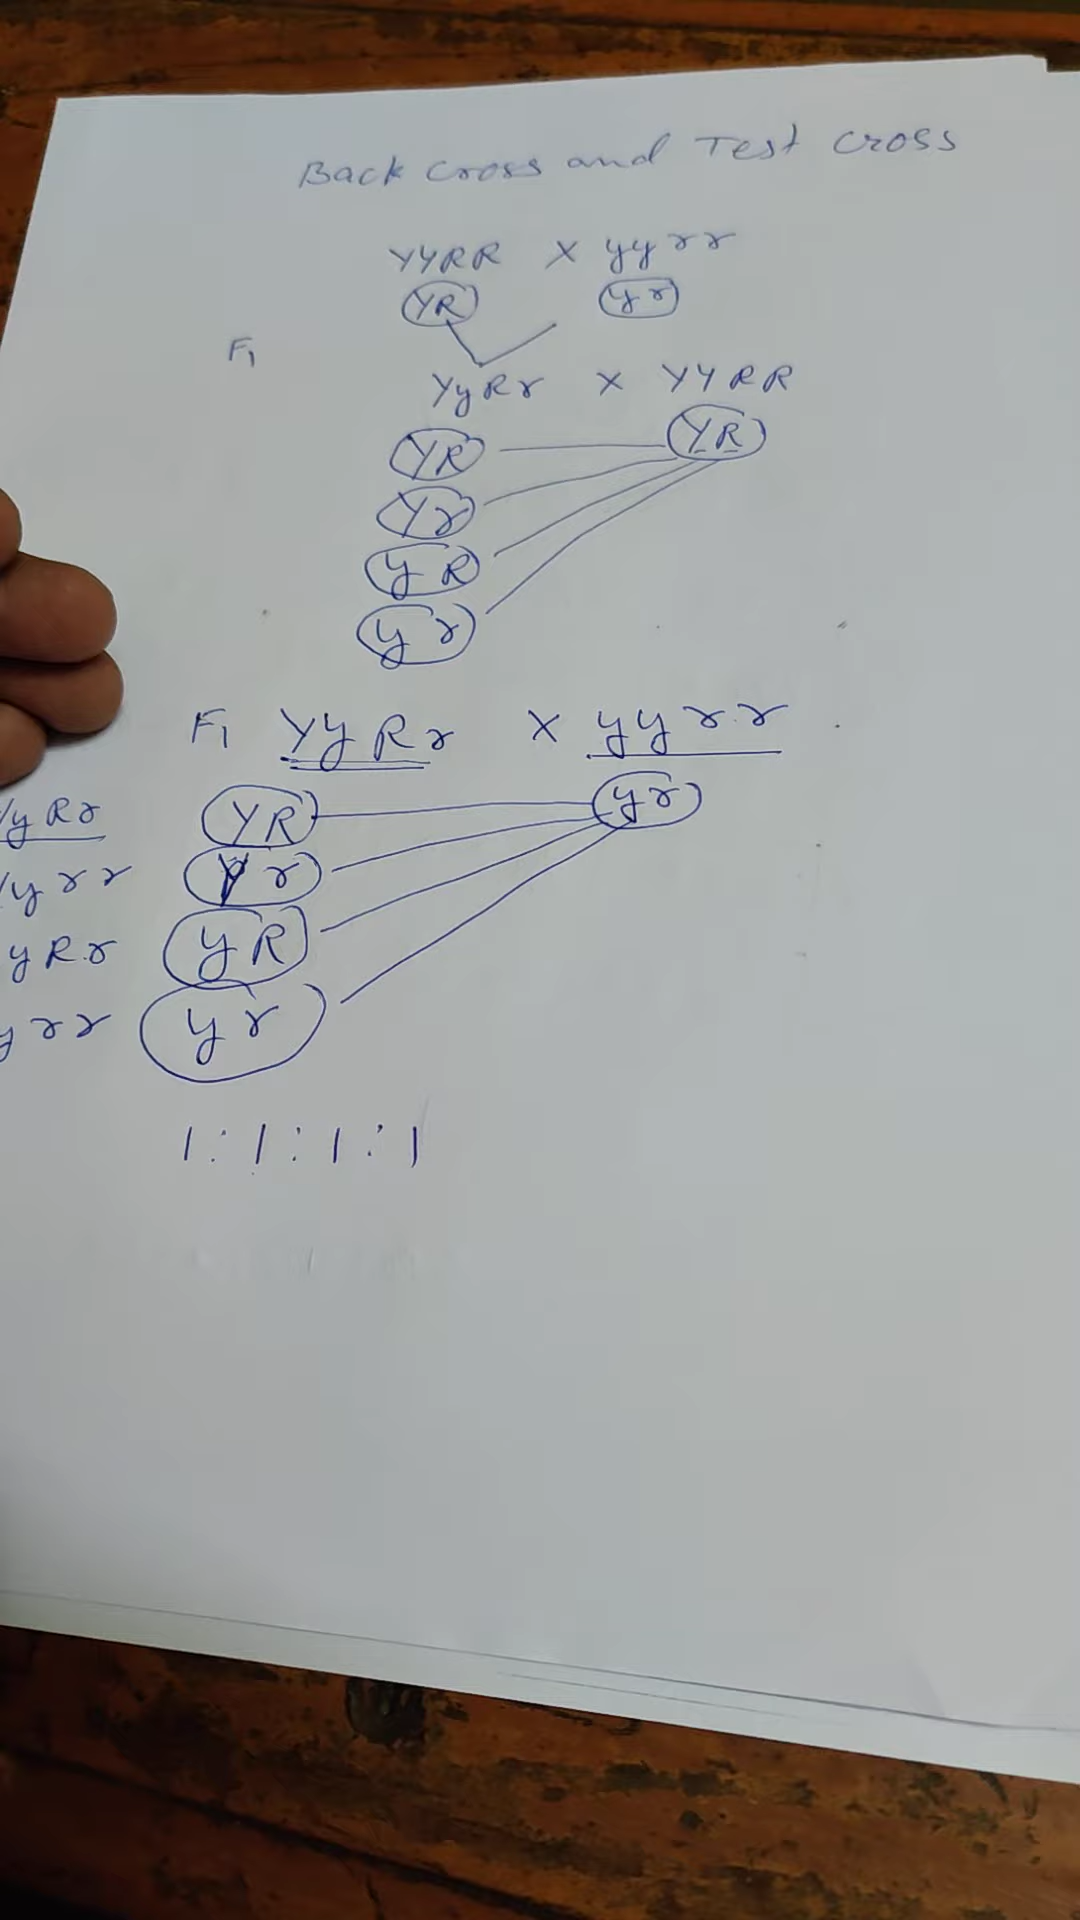 Back cross and Test cross
YYRR X yyrr
YR yr
F1
YyRr X YYRR
YR YR
Yr
yR
yr
F1 YyRr X yyrr
yRr YR yr
yrr Yr
yRr yR
yrr yr
1:1:1:1